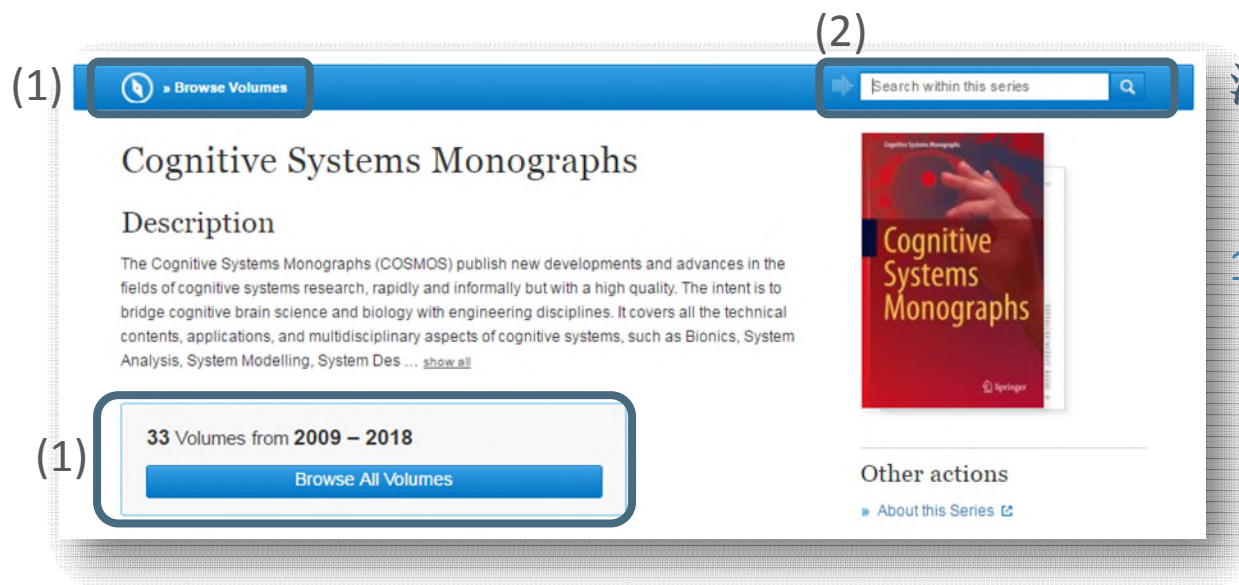 (2)
(1)
» Browse Volumes
Search within this series
Cognitive Systems Monographs
Description
The Cognitive Systems Monographs (COSMOS) publish new developments and advances in the
fields of cognitive systems research, rapidly and informally but with a high quality. The intent is to
bridge cognitive brain science and biology with engineering disciplines. It covers all the technical
contents, applications, and multidisciplinary aspects of cognitive systems, such as Bionics, System
Analysis, System Modelling, System Des ... show all
Cognitive Systems Monographs
Cognitive
Systems
Monographs
Springer
(1)
33 Volumes from 2009 – 2018
Browse All Volumes
Other actions
» About this Series